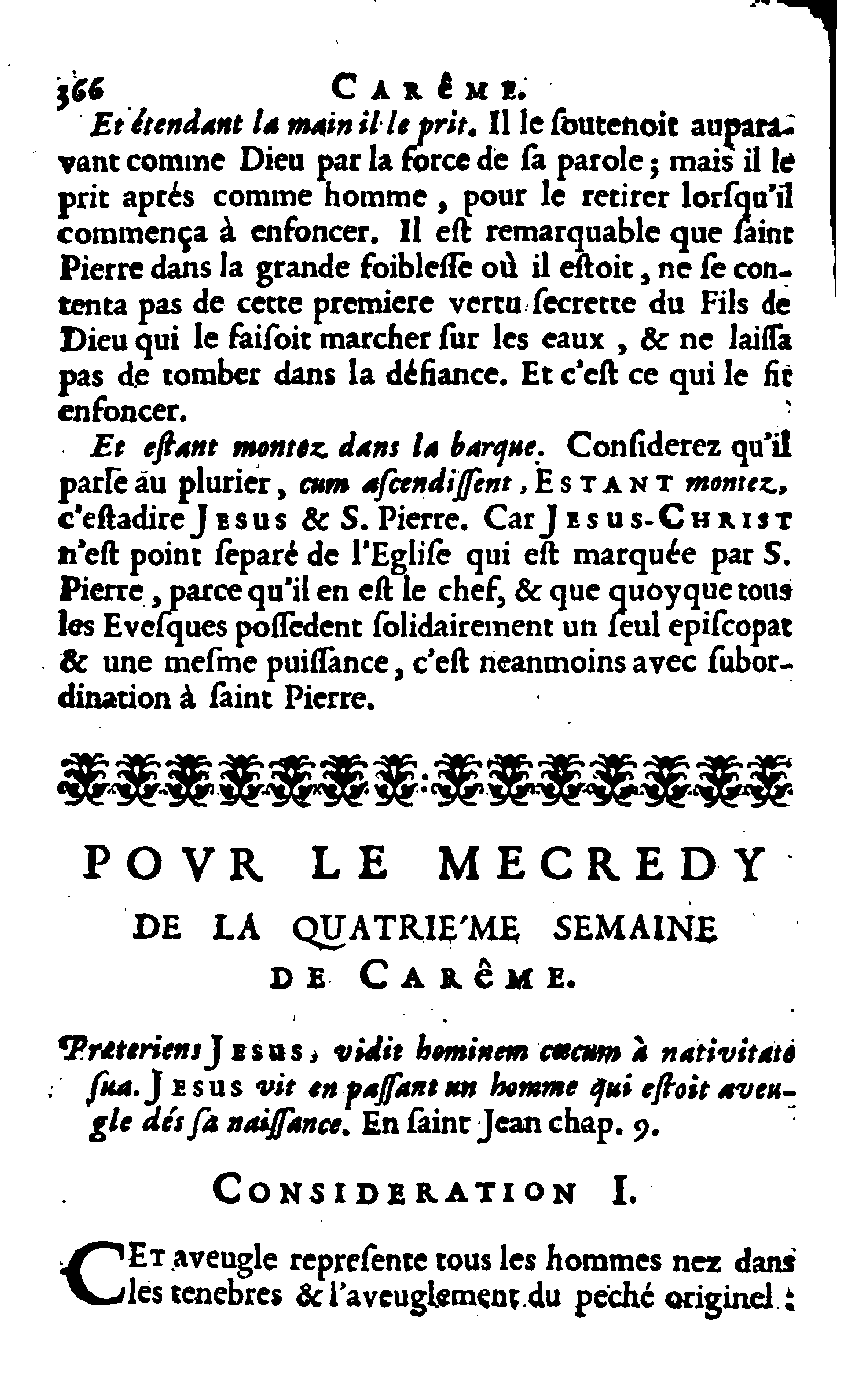 366 CARÊME.
Et étendant la main il le prit. Il le ſoutenoit aupara-
vant comme Dieu par la force de ſa parole ; mais il le
prit aprés comme homme , pour le retirer lorſqu'il
commença à enfoncer. Il eſt remarquable que ſaint
Pierre dans la grande foibleſſe où il eſtoit , ne ſe con-
tenta pas de cette premiere vertu ſecrette du Fils de
Dieu qui le faiſoit marcher ſur les eaux , & ne laiſſa
pas de tomber dans la défiance. Et c'eſt ce qui le fit
enfoncer.
Et eſtant montez dans la barque. Conſiderez qu'il
parle au plurier , cum aſcendiſſent , ESTANT montez,
c'eſtadire JESUS & S. Pierre. Car JESUS-CHRIST
n'eſt point ſeparé de l'Egliſe qui eſt marquée par S.
Pierre , parce qu'il en eſt le chef, & que quoyque tous
les Eveſques poſſedent ſolidairement un ſeul epiſcopat
& une meſme puiſſance , c'eſt neanmoins avec ſubor-
dination à ſaint Pierre.
POVR LE MECREDY
DE LA QUATRIE'ME SEMAINE
DE CARÊME.
Præteriens JESUS, vidit hominem cœcum à nativitate
ſua. JESUS vit en paſſant un homme qui eſtoit aveu-
gle dés ſa naiſſance. En ſaint Jean chap. 9.
CONSIDERATION I.
CET aveugle repreſente tous les hommes nez dans
les tenebres & l'aveuglement du peché originel :